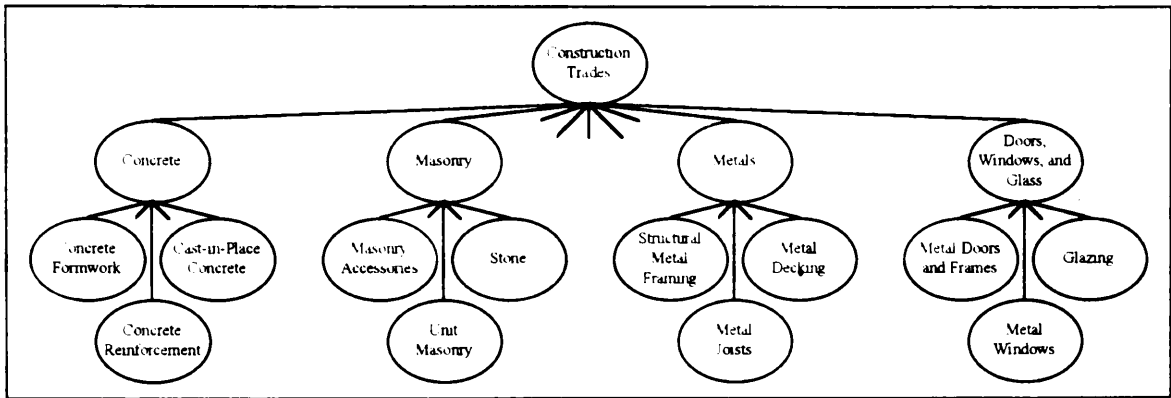 Construction
Trades
Concrete
Masonry
Metals
Doors,
Windows, and
Glass
Concrete
Formwork
Cast-in-Place
Concrete
Concrete
Reinforcement
Masonry
Accessories
Stone
Unit
Masonry
Structural
Metal
Framing
Metal
Decking
Metal
Joists
Metal Doors
and Frames
Glazing
Metal
Windows